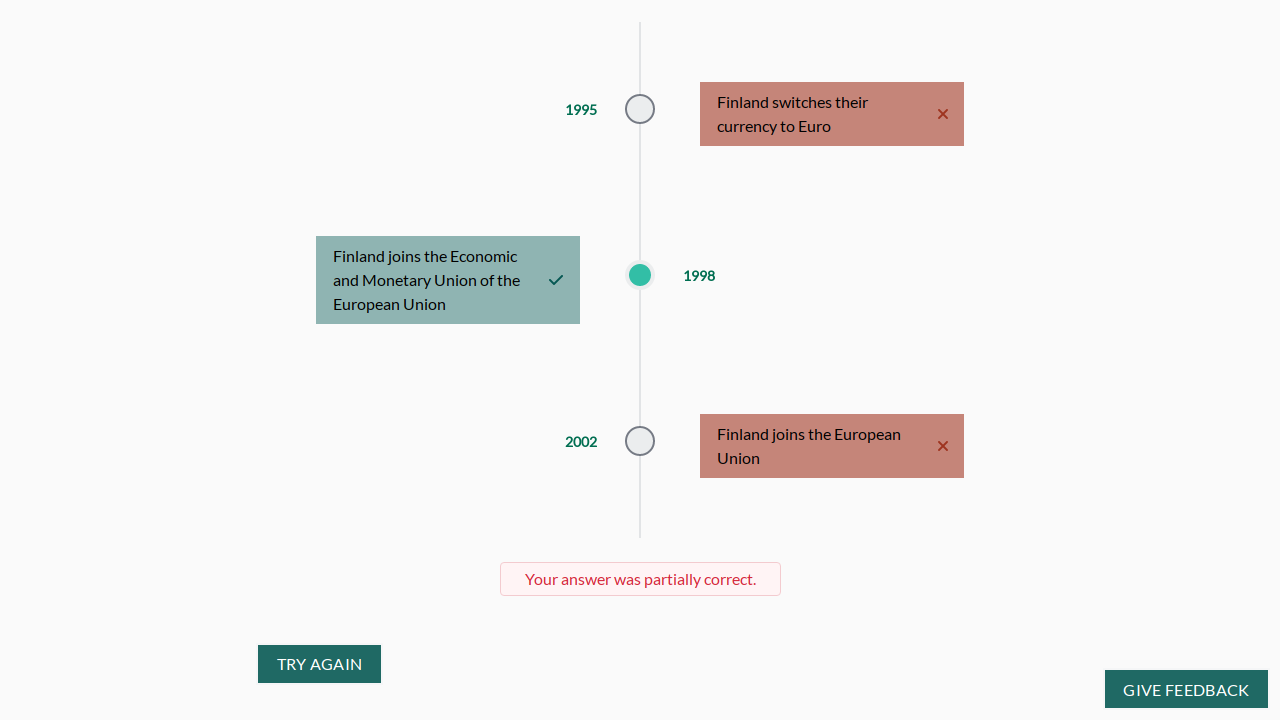 1995
Finland switches their
currency to Euro
Finland joins the Economic
and Monetary Union of the
European Union
1998
2002
Finland joins the European
Union
Your answer was partially correct.
TRY AGAIN
GIVE FEEDBACK